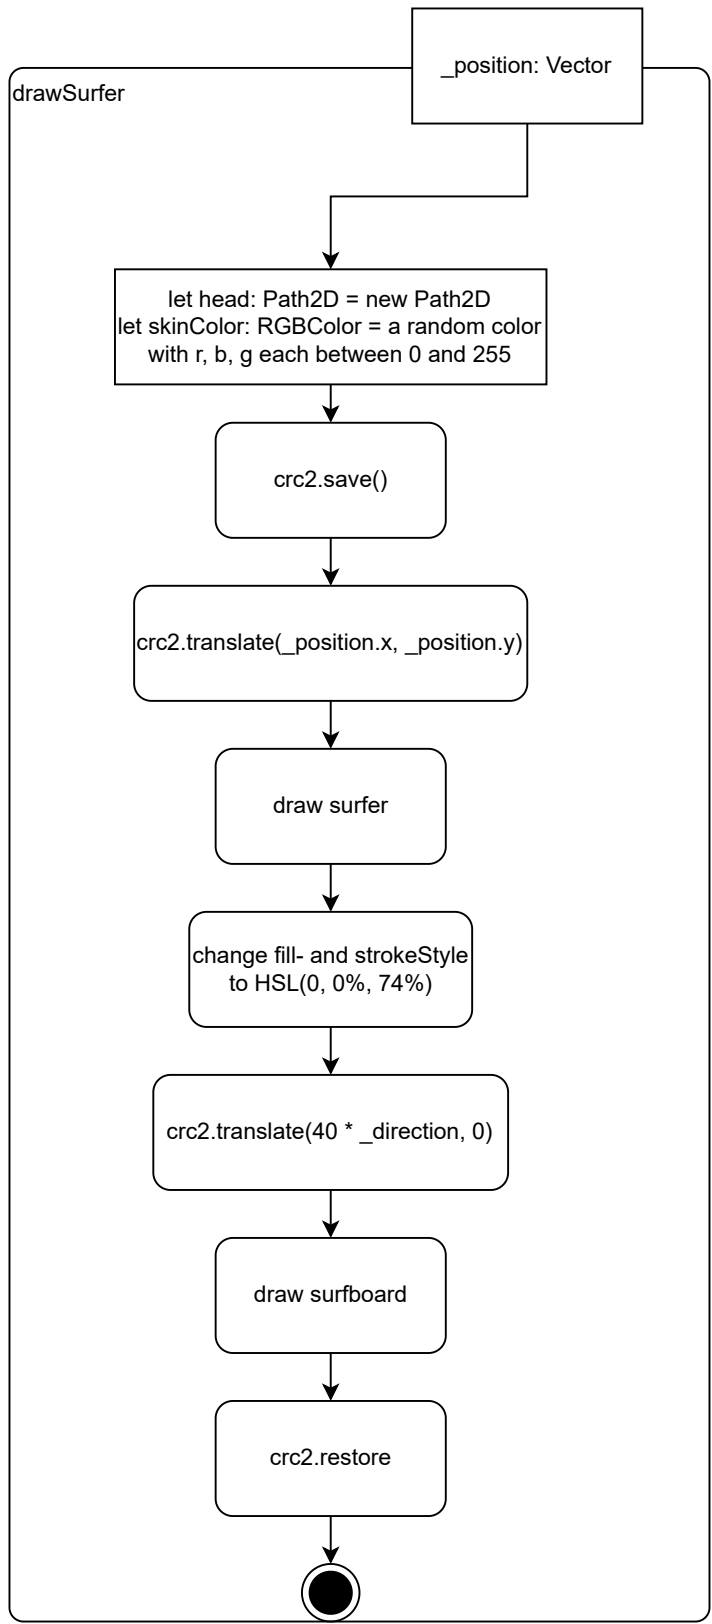 _position: Vector
drawSurfer
let head: Path2D = new Path2D
let skinColor: RGBColor = a random color
with r, b, g each between 0 and 255
crc2.save()
crc2.translate(_position.x, _position.y)
draw surfer
change fill- and strokeStyle
to HSL(0, 0%, 74%)
crc2.translate(40 * _direction, 0)
draw surfboard
crc2.restore